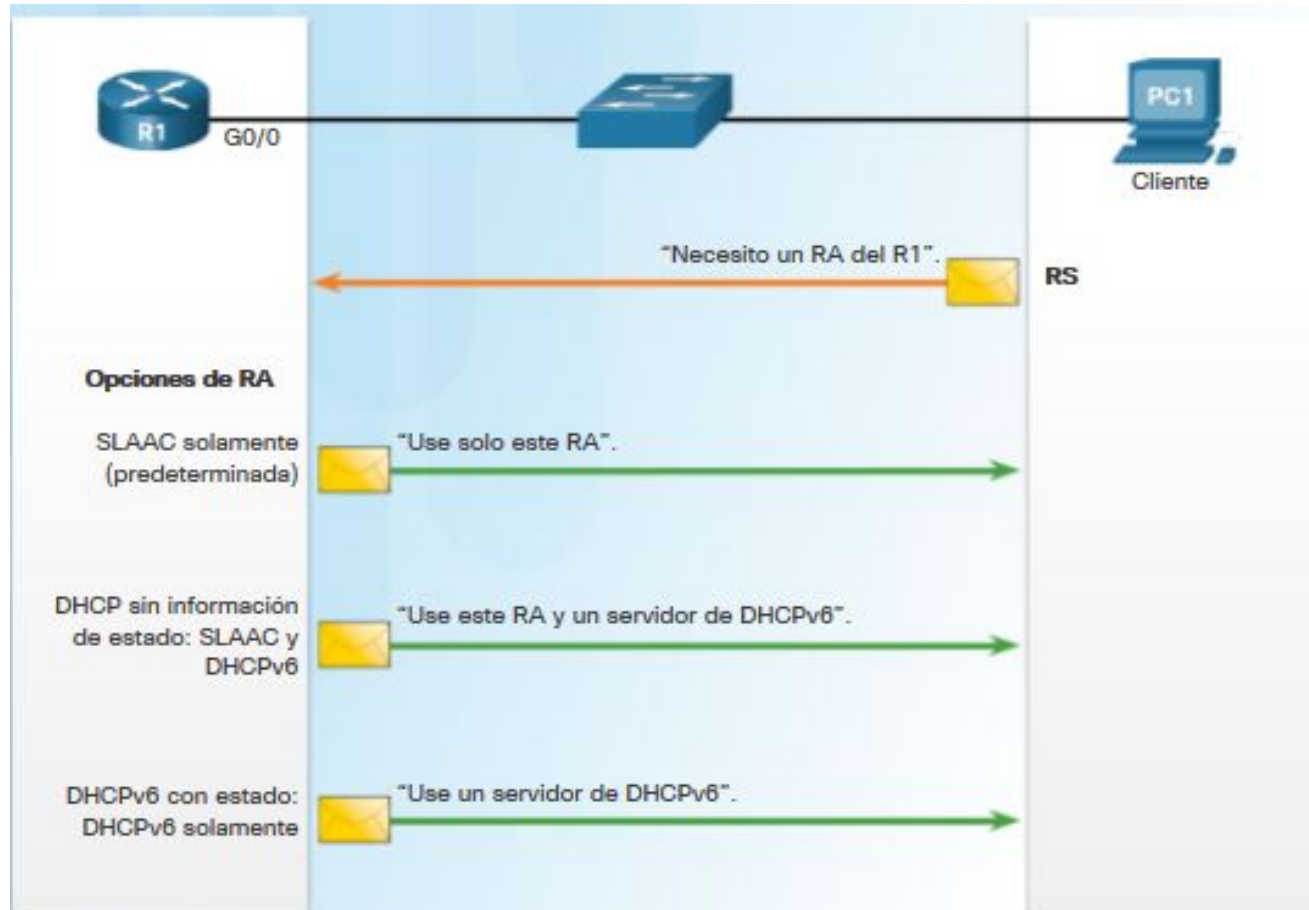 R1
G0/0
PC1
Cliente
“Necesito un RA del R1”.
RS
Opciones de RA
SLAAC solamente
(predeterminada)
“Use solo este RA”.
DHCP sin información
de estado: SLAAC y
DHCPv6
“Use este RA y un servidor de DHCPv6”.
DHCPv6 con estado:
DHCPv6 solamente
“Use un servidor de DHCPv6”.